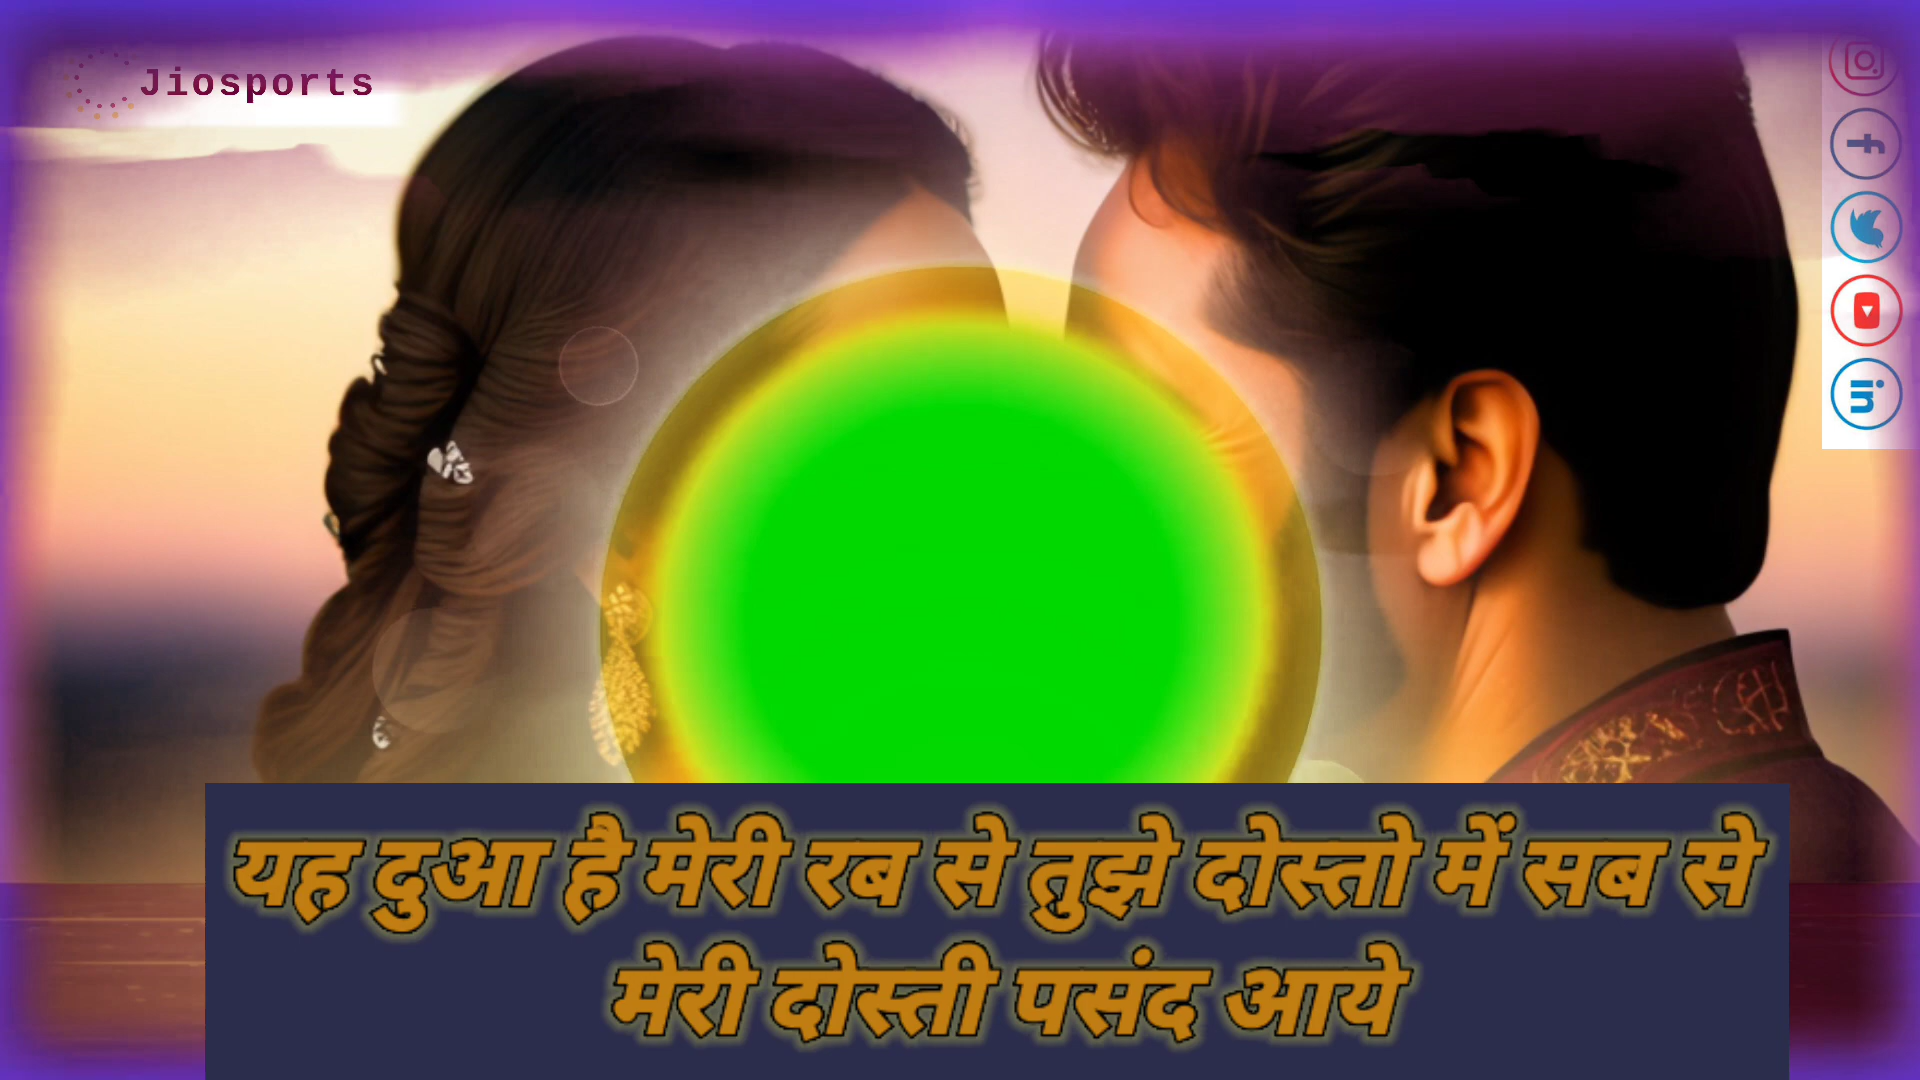 Jiosports
यह दुआ है मेरी रब से तुझे दोस्तो में सब से
मेरी दोस्ती पसंद आये